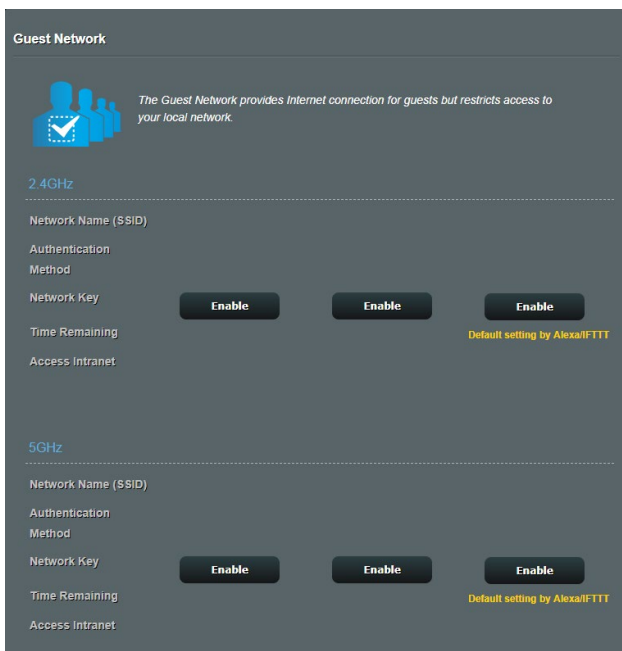 Guest Network
The Guest Network provides Internet connection for guests but restricts access to
your local network.
2.4GHz
Network Name (SSID)
Authentication
Method
Network Key
Enable Enable Enable
Time Remaining
Default setting by Alexa/IFTTT
Access Intranet
5GHz
Network Name (SSID)
Authentication
Method
Network Key
Enable Enable Enable
Time Remaining
Default setting by Alexa/IFTTT
Access Intranet